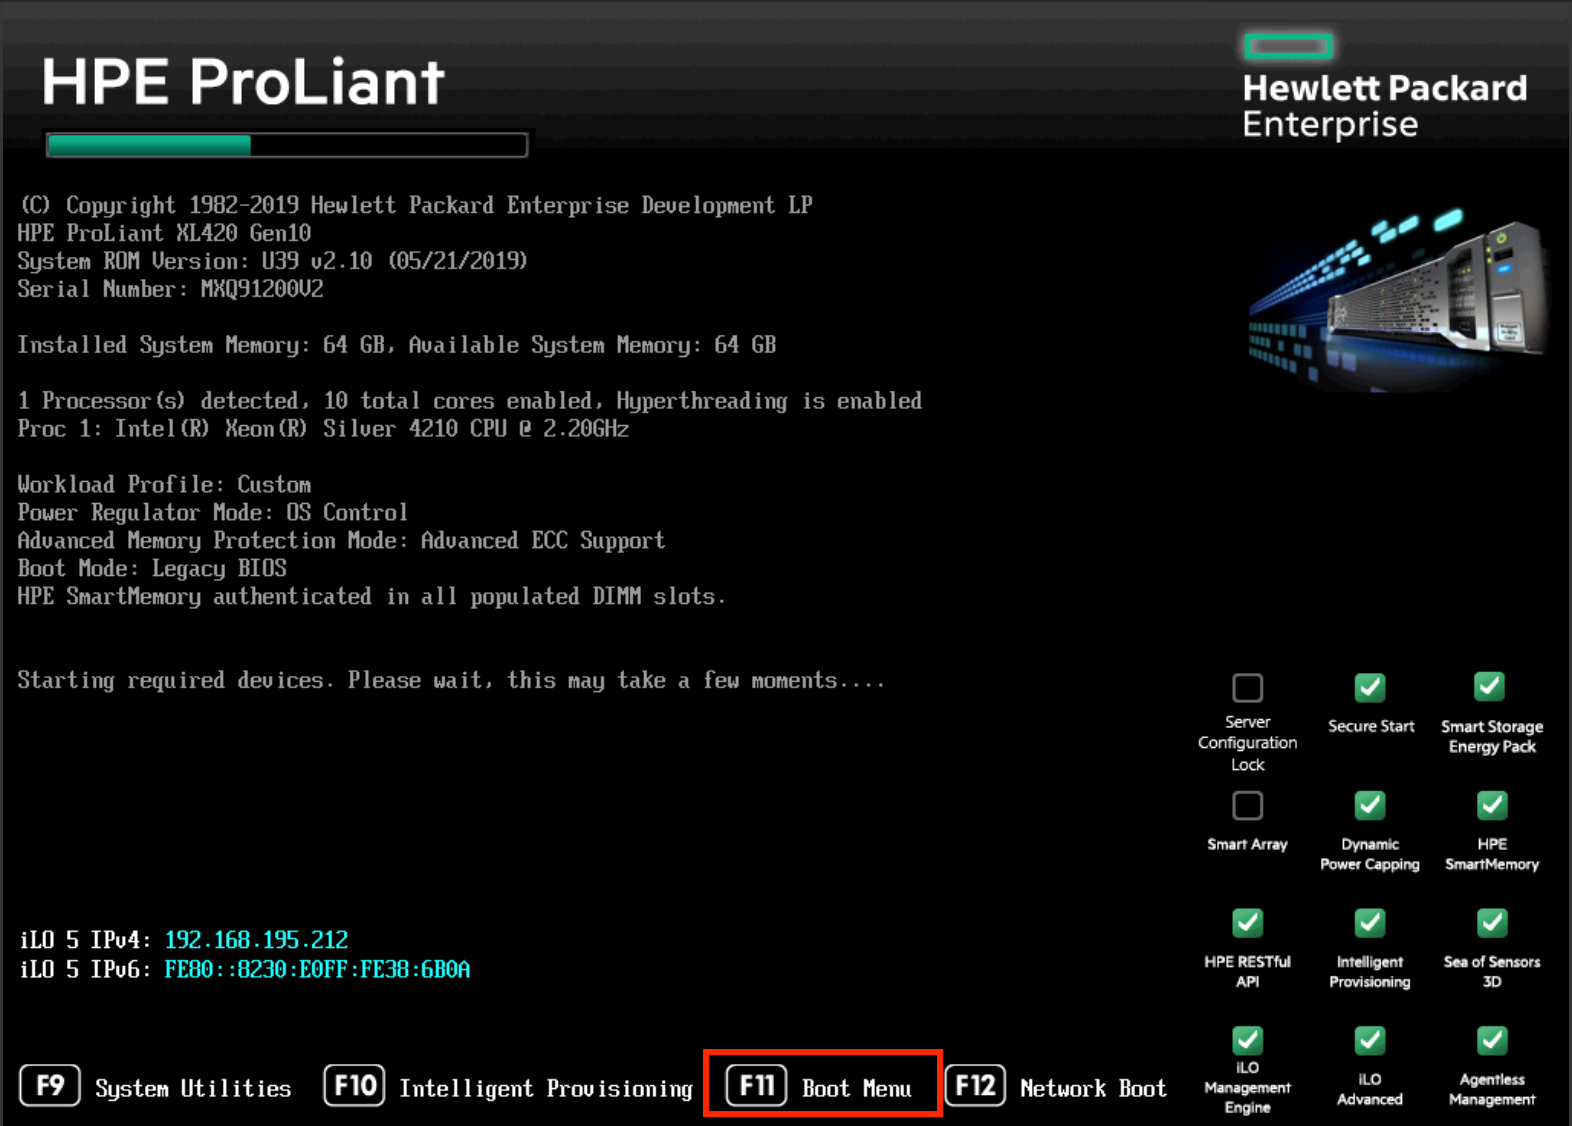 HPE ProLiant
Hewlett Packard
Enterprise
(C) Copyright 1982-2019 Hewlett Packard Enterprise Development LP
HPE ProLiant XL420 Gen10
System ROM Version: U39 v2.10 (05/21/2019)
Serial Number: MXQ91200V2
Installed System Memory: 64 GB, Available System Memory: 64 GB
1 Processor(s) detected, 10 total cores enabled, Hyperthreading is enabled
Proc 1: Intel(R) Xeon(R) Silver 4210 CPU @ 2.20GHz
Workload Profile: Custom
Power Regulator Mode: OS Control
Advanced Memory Protection Mode: Advanced ECC Support
Boot Mode: Legacy BIOS
HPE SmartMemory authenticated in all populated DIMM slots.
Starting required devices. Please wait, this may take a few moments....
Server
Configuration
Lock
Secure Start
Smart Storage
Energy Pack
Smart Array
Dynamic
Power Capping
HPE
SmartMemory
HPE RESTful
API
Intelligent
Provisioning
Sea of Sensors
3D
iLO
Management
Engine
iLO
Advanced
Agentless
Management
iLO 5 IPv4: 192.168.195.212
iLO 5 IPv6: FE80::8230:E0FF:FE38:6B0A
F9 System Utilities F10 Intelligent Provisioning F11 Boot Menu F12 Network Boot